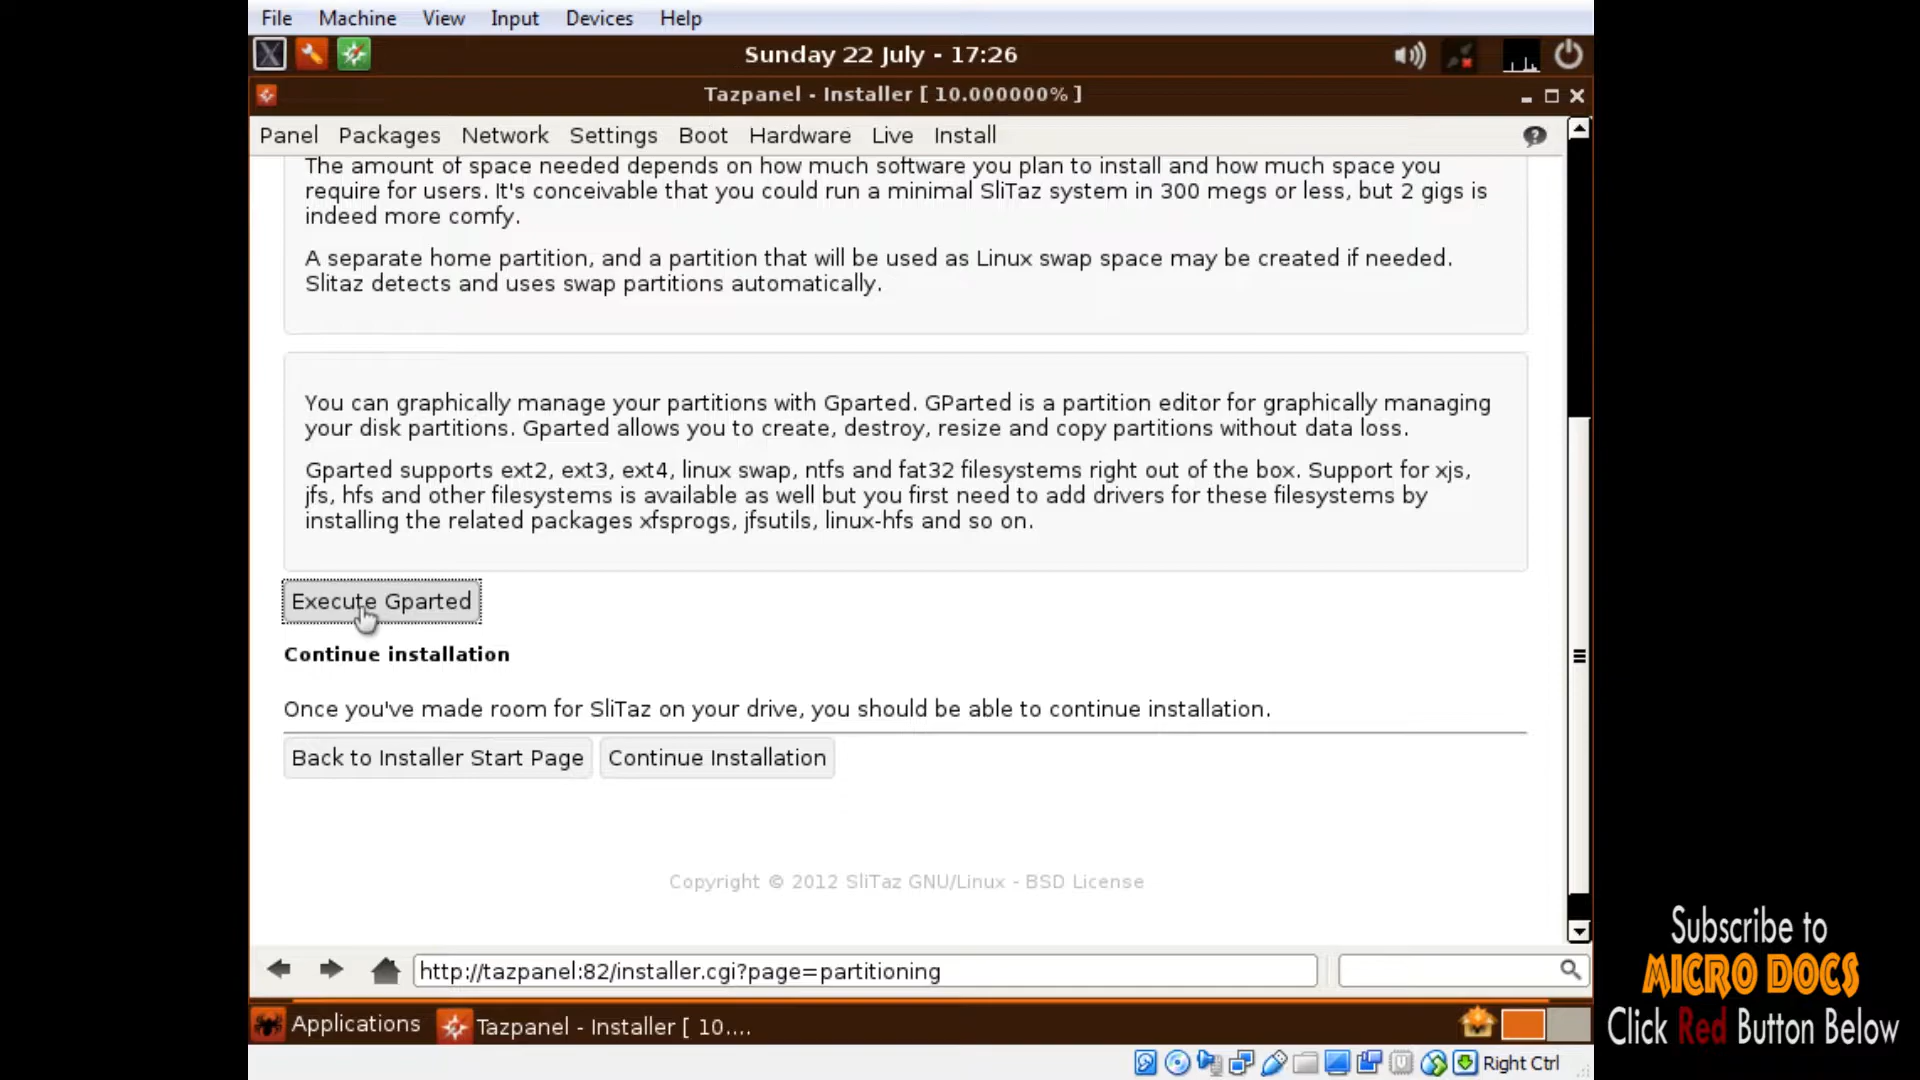 File Machine View Input Devices Help
Sunday 22 July - 17:26
Tazpanel - Installer [ 10.000000% ]
Panel Packages Network Settings Boot Hardware Live Install
The amount of space needed depends on how much software you plan to install and how much space you
require for users. It's conceivable that you could run a minimal SliTaz system in 300 megs or less, but 2 gigs is
indeed more comfy.
A separate home partition, and a partition that will be used as Linux swap space may be created if needed.
Slitaz detects and uses swap partitions automatically.
You can graphically manage your partitions with Gparted. GParted is a partition editor for graphically managing
your disk partitions. Gparted allows you to create, destroy, resize and copy partitions without data loss.
Gparted supports ext2, ext3, ext4, linux swap, ntfs and fat32 filesystems right out of the box. Support for xjs,
jfs, hfs and other filesystems is available as well but you first need to add drivers for these filesystems by
installing the related packages xfsprogs, jfsutils, linux-hfs and so on.
Execute Gparted
Continue installation
Once you've made room for SliTaz on your drive, you should be able to continue installation.
Back to Installer Start Page Continue Installation
Copyright © 2012 SliTaz GNU/Linux - BSD License
http://tazpanel:82/installer.cgi?page=partitioning
Applications Tazpanel - Installer [ 10....
Right Ctrl
Subscribe to
MICRO DOCS
Click Red Button Below